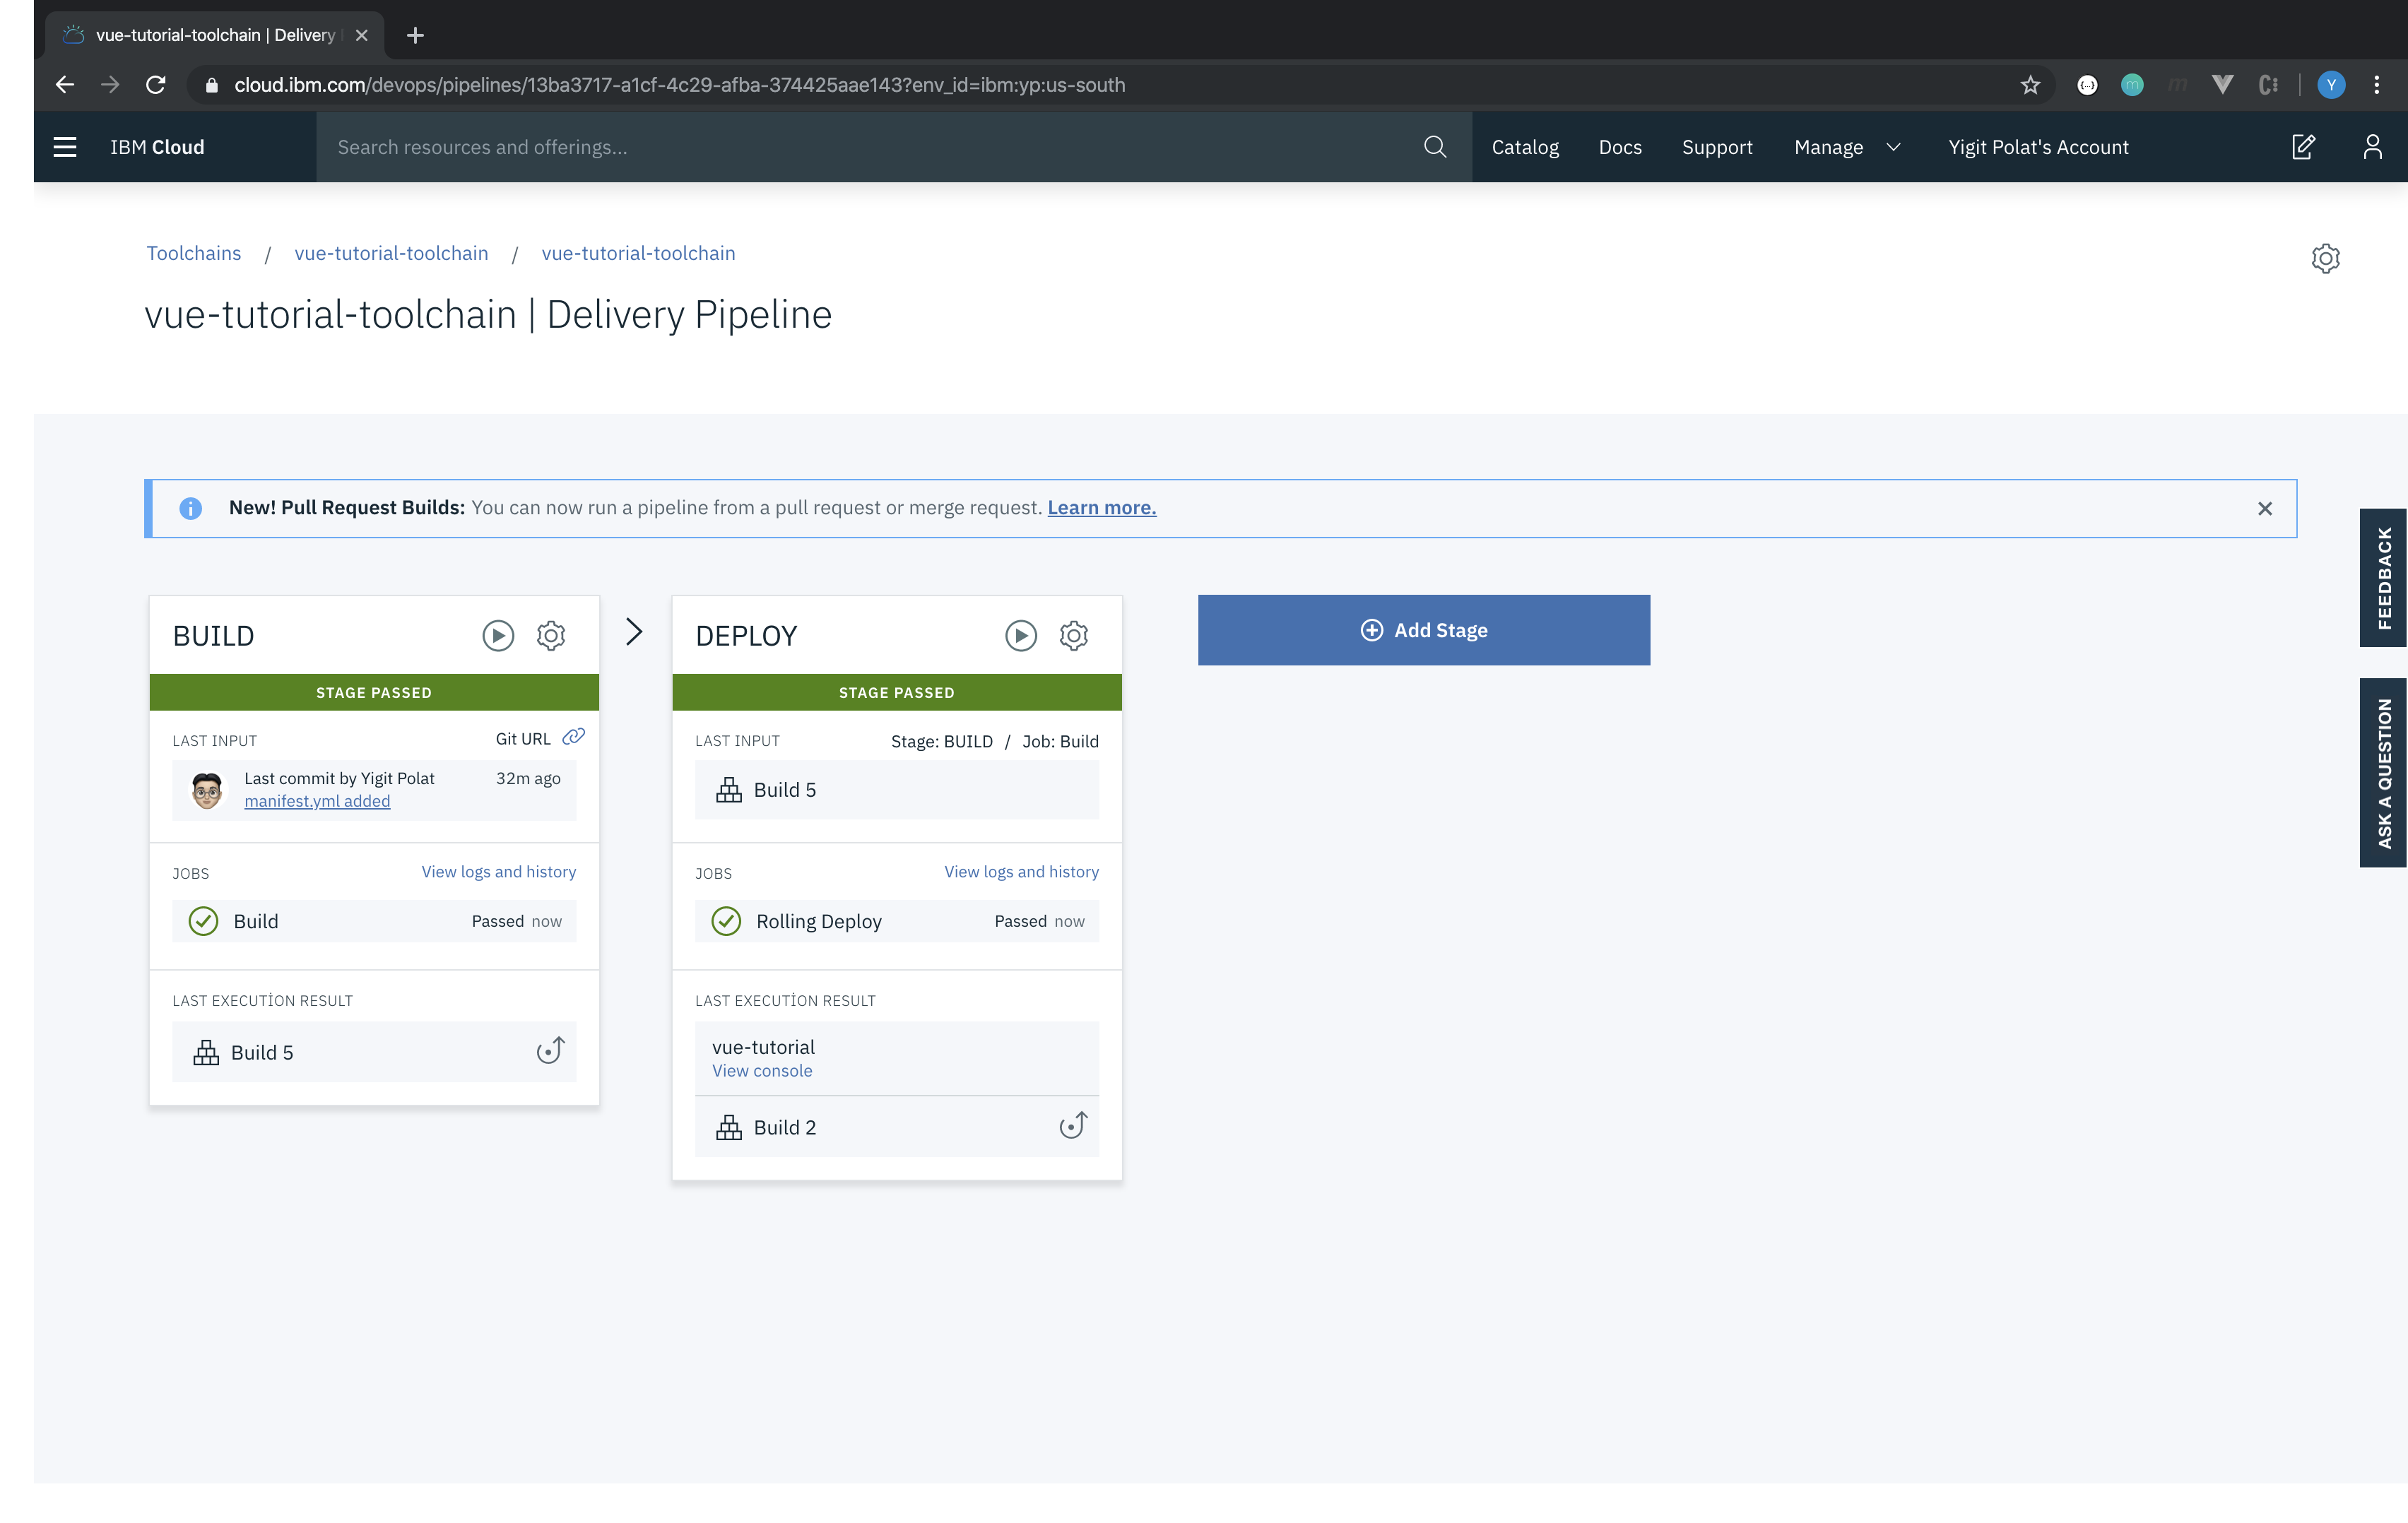 vue-tutorial-toolchain | Delivery
cloud.ibm.com/devops/pipelines/13ba3717-a1cf-4c29-afba-374425aae143?env_id=ibm:yp:us-south
Y
IBM Cloud
Search resources and offerings...
Catalog
Docs
Support
Manage
Yigit Polat's Account
Toolchains / vue-tutorial-toolchain / vue-tutorial-toolchain
vue-tutorial-toolchain | Delivery Pipeline
New! Pull Request Builds: You can now run a pipeline from a pull request or merge request. Learn more.
BUILD
STAGE PASSED
LAST INPUT
Git URL
Last commit by Yigit Polat
32m ago
manifest.yml added
JOBS
View logs and history
Build
Passed now
LAST EXECUTİON RESULT
Build 5
DEPLOY
STAGE PASSED
LAST INPUT
Stage: BUILD / Job: Build
Build 5
JOBS
View logs and history
Rolling Deploy
Passed now
LAST EXECUTİON RESULT
vue-tutorial
View console
Build 2
Add Stage
FEEDBACK
ASK A QUESTION